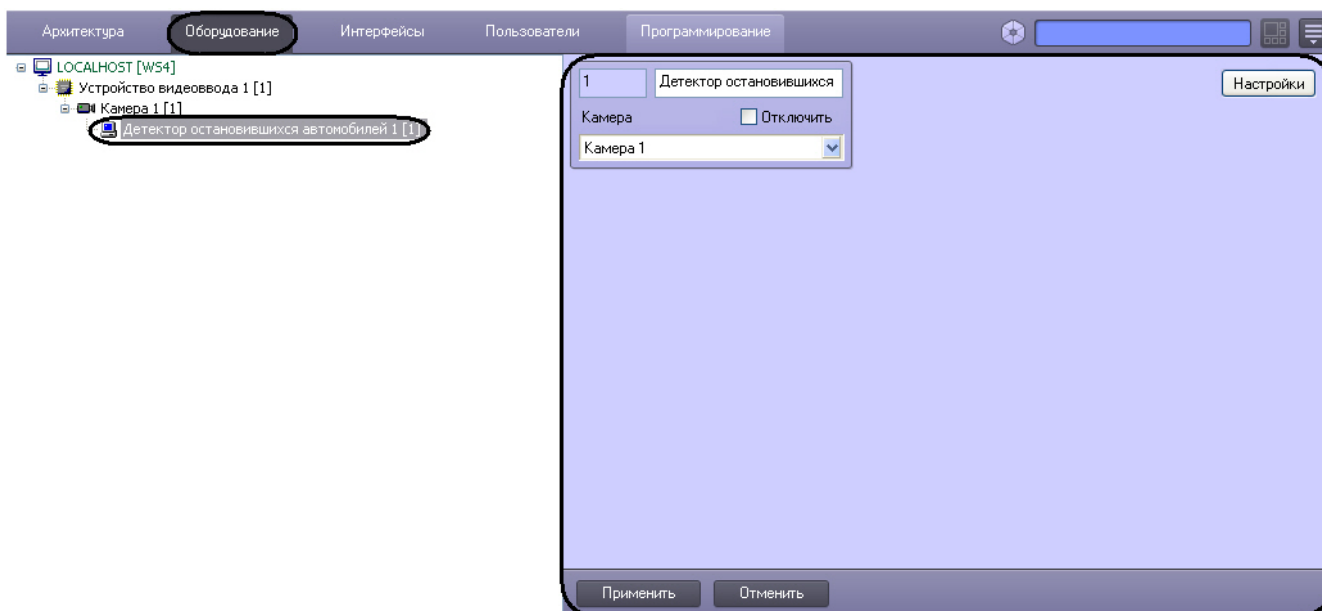 Архитектура Оборудование Интерфейсы Пользователи Программирование
LOCALHOST [WS4]
Устройство видеоввода 1 [1]
Камера 1 [1]
Детектор остановившихся автомобилей 1 [1]
1 Детектор остановившихся
Настройки
Камера Отключить
Камера 1
Применить Отменить